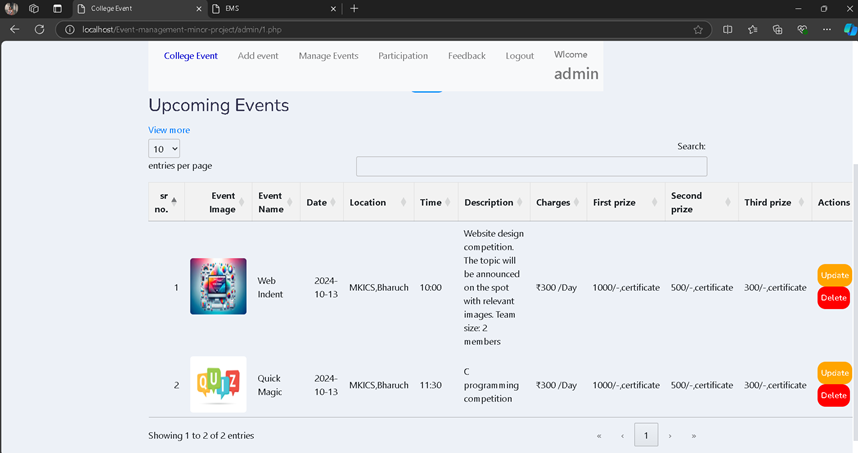 College Event
EMS
localhost/Event-management-minor-project/admin/1.php
College Event Add event Manage Events Participation Feedback Logout Wlcome
admin
Upcoming Events
View more
10
entries per page
Search:
sr no. Event Image Event Name Date Location Time Description Charges First prize Second prize Third prize Actions
1 Web Indent 2024-10-13 MKICS,Bharuch 10:00 Website design competition. The topic will be announced on the spot with relevant images. Team size: 2 members ₹300 /Day 1000/-,certificate 500/-,certificate 300/-,certificate Update Delete
QUIZ
2 Quick Magic 2024-10-13 MKICS,Bharuch 11:30 C programming competition ₹300 /Day 1000/-,certificate 500/-,certificate 300/-,certificate Update Delete
Showing 1 to 2 of 2 entries
« ‹ 1 › »